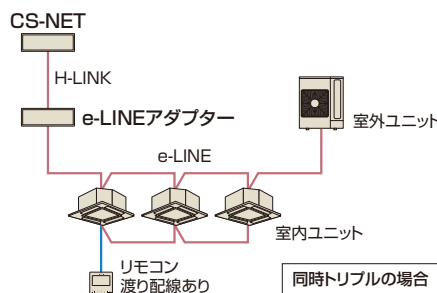 CS-NET
H-LINK
e-LINEアダプター
室外ユニット
e-LINE
室内ユニット
リモコン
渡り配線あり
同時トリプルの場合